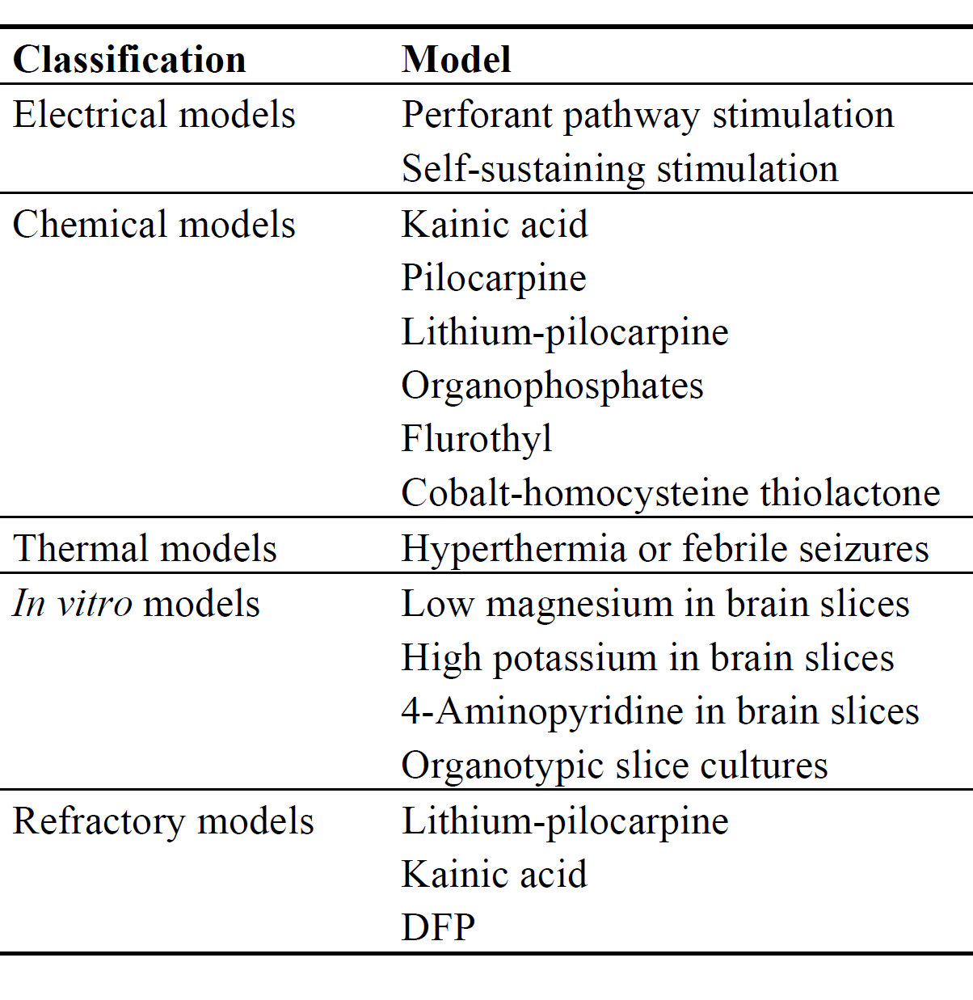 Classification Model
Electrical models Perforant pathway stimulation
Self-sustaining stimulation
Chemical models Kainic acid
Pilocarpine
Lithium-pilocarpine
Organophosphates
Flurothyl
Cobalt-homocysteine thiolactone
Thermal models Hyperthermia or febrile seizures
In vitro models Low magnesium in brain slices
High potassium in brain slices
4-Aminopyridine in brain slices
Organotypic slice cultures
Refractory models Lithium-pilocarpine
Kainic acid
DFP